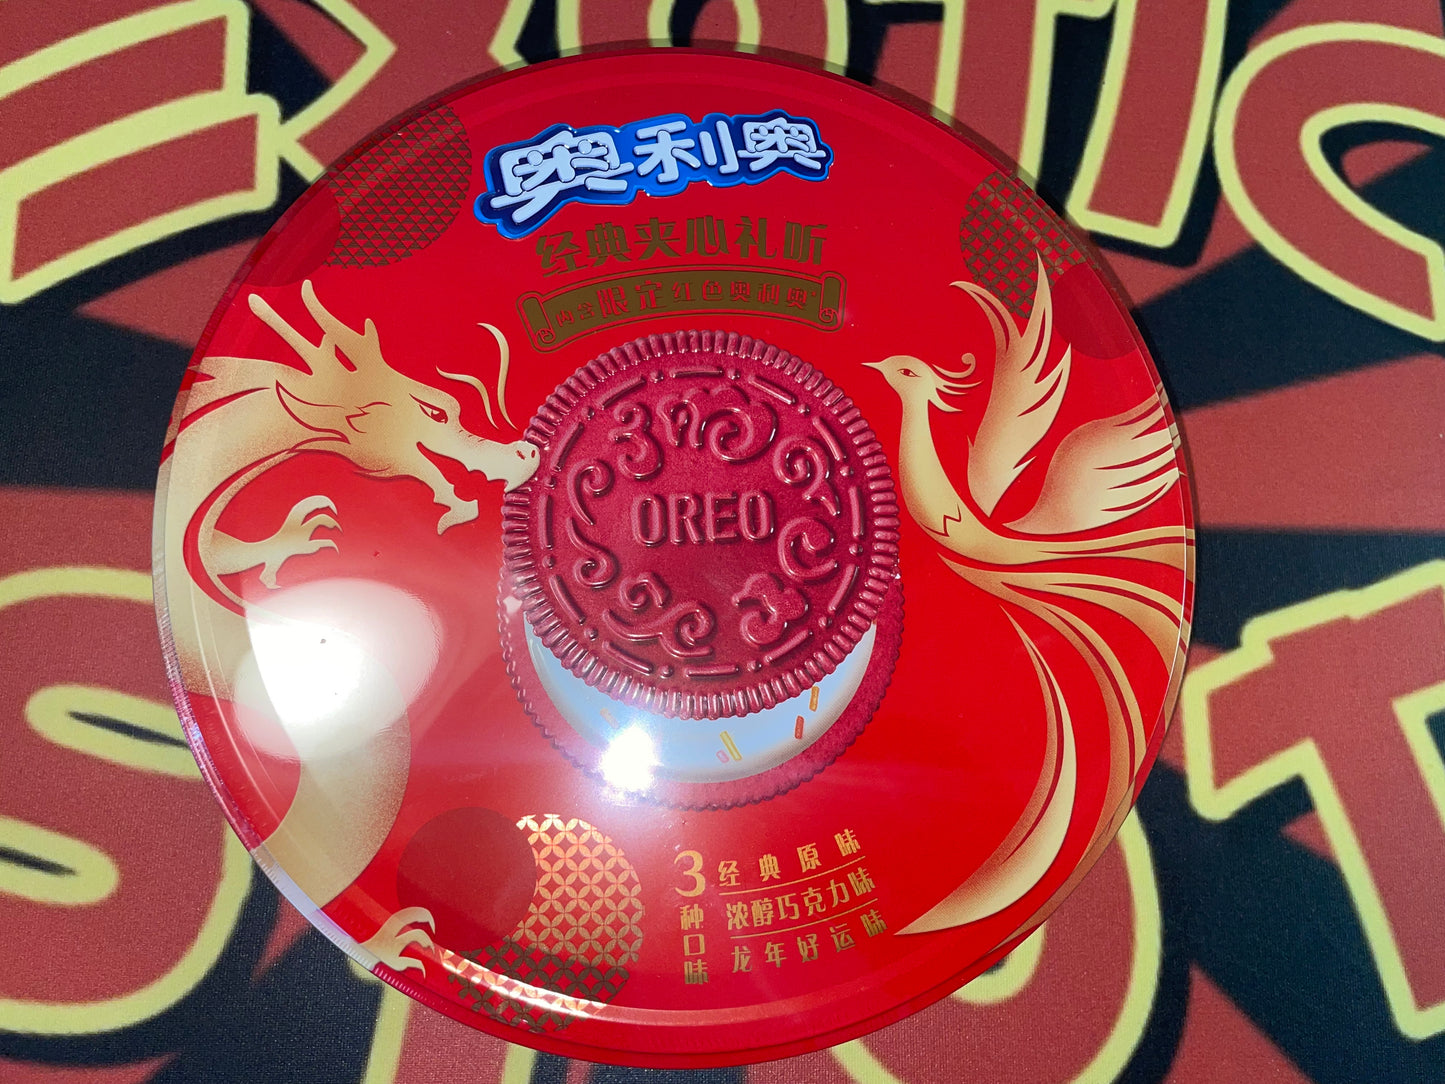 EXOTIC
奥利奥
经典夹心礼听
内含限定红色奥利奥
OREO
3种口味
经典原味
浓醇巧克力味
龙年好运味